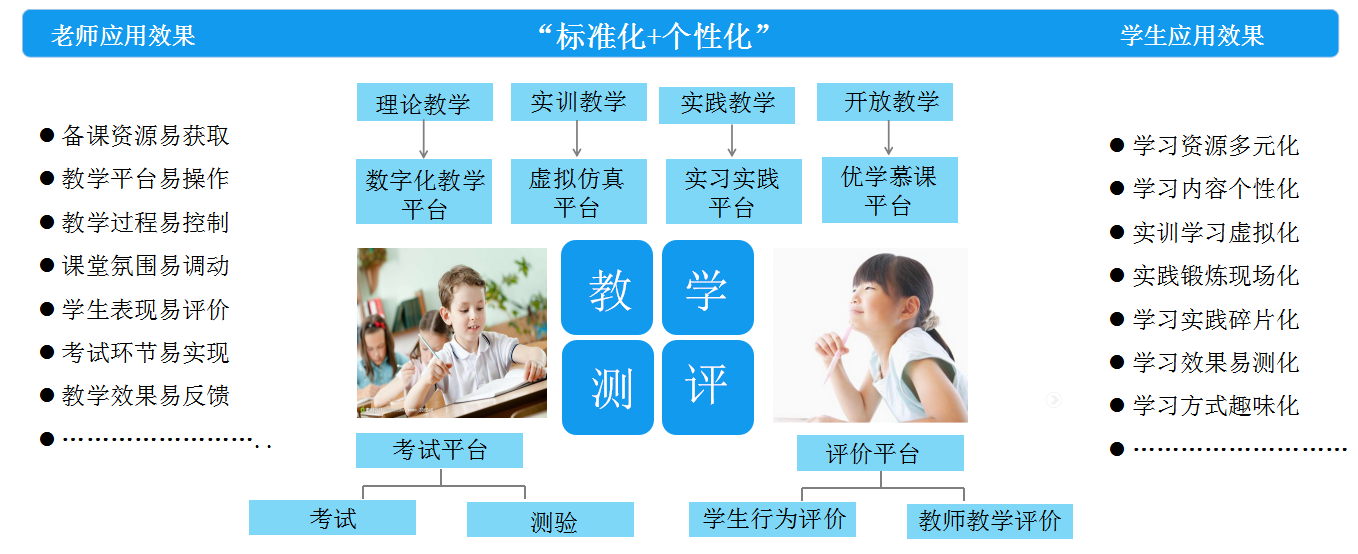 老师应用效果
“标准化+个性化”
学生应用效果
● 备课资源易获取
● 教学平台易操作
● 教学过程易控制
● 课堂氛围易调动
● 学生表现易评价
● 考试环节易实现
● 教学效果易反馈
● ……………………..
理论教学
实训教学
实践教学
开放教学
数字化教学
平台
虚拟仿真
平台
实习实践
平台
优学慕课
平台
教
学
测
评
考试平台
考试
测验
评价平台
学生行为评价
教师教学评价
● 学习资源多元化
● 学习内容个性化
● 实训学习虚拟化
● 实践锻炼现场化
● 学习实践碎片化
● 学习效果易测化
● 学习方式趣味化
● ………………………